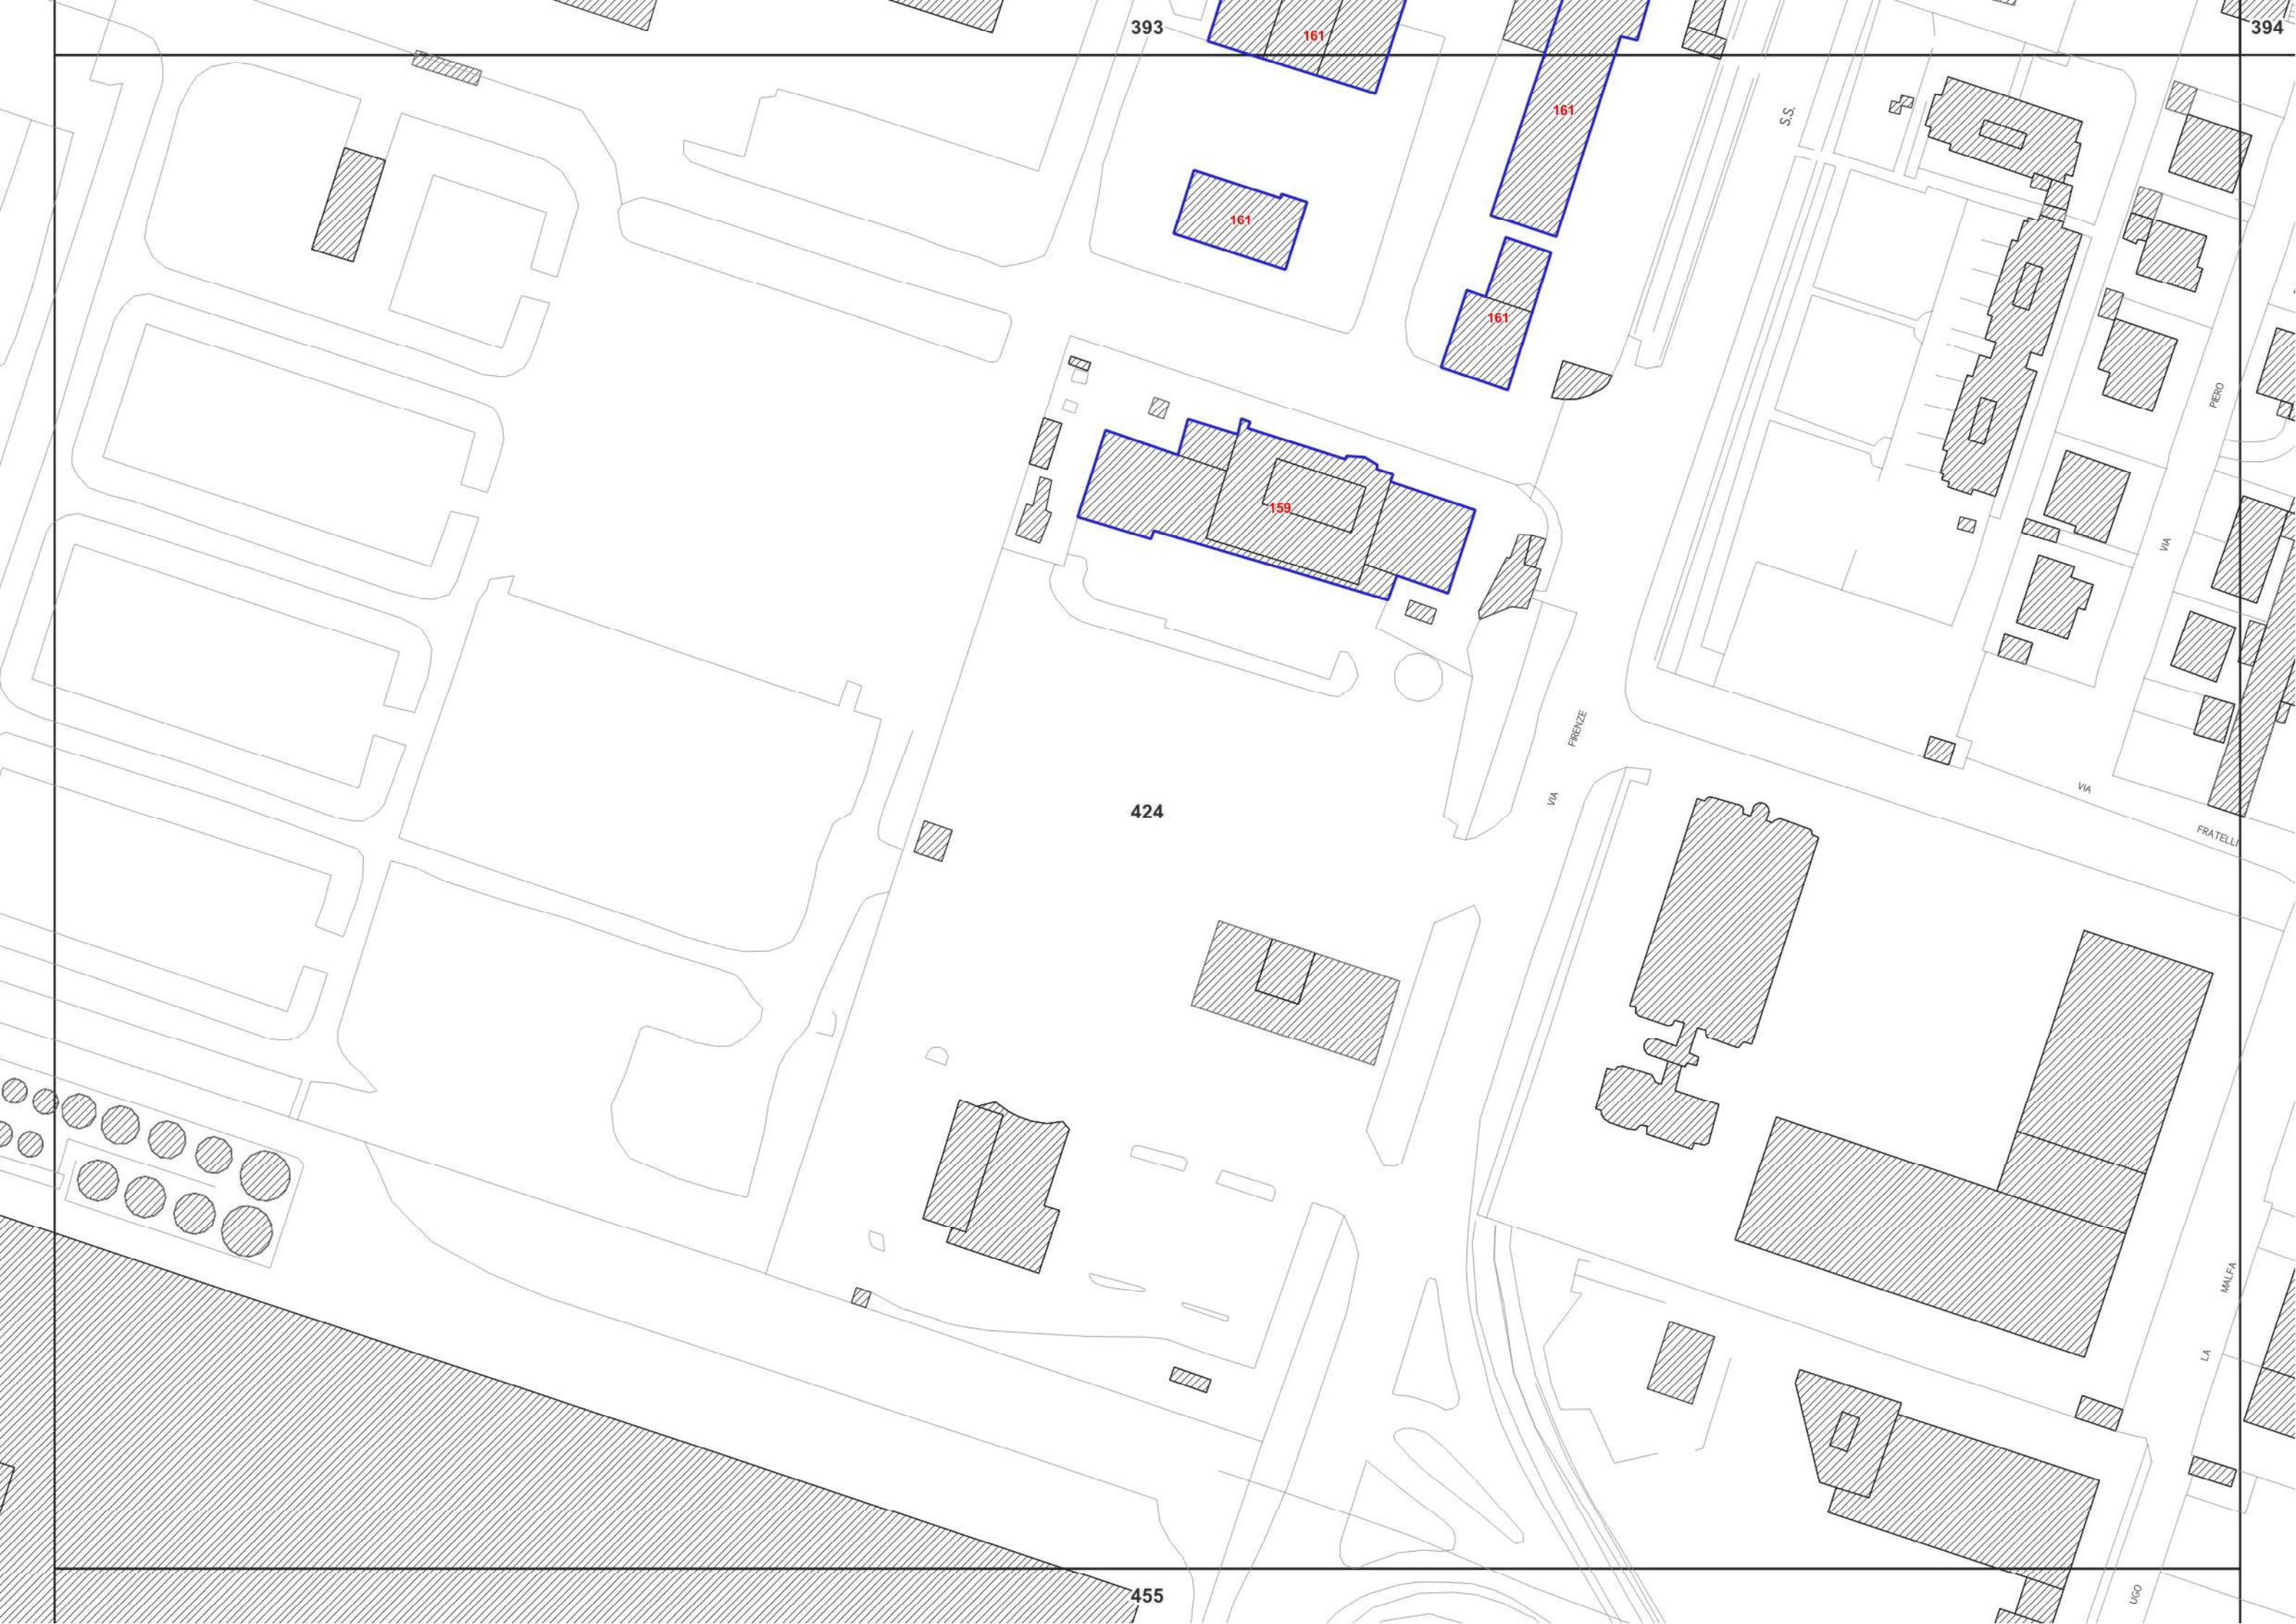 393
394
161
161
S.S.
161
161
PIERO
159
VIA
FIRENZE
VIA
VIA
424
FRATELLI
MALFA
LA
455
UGO